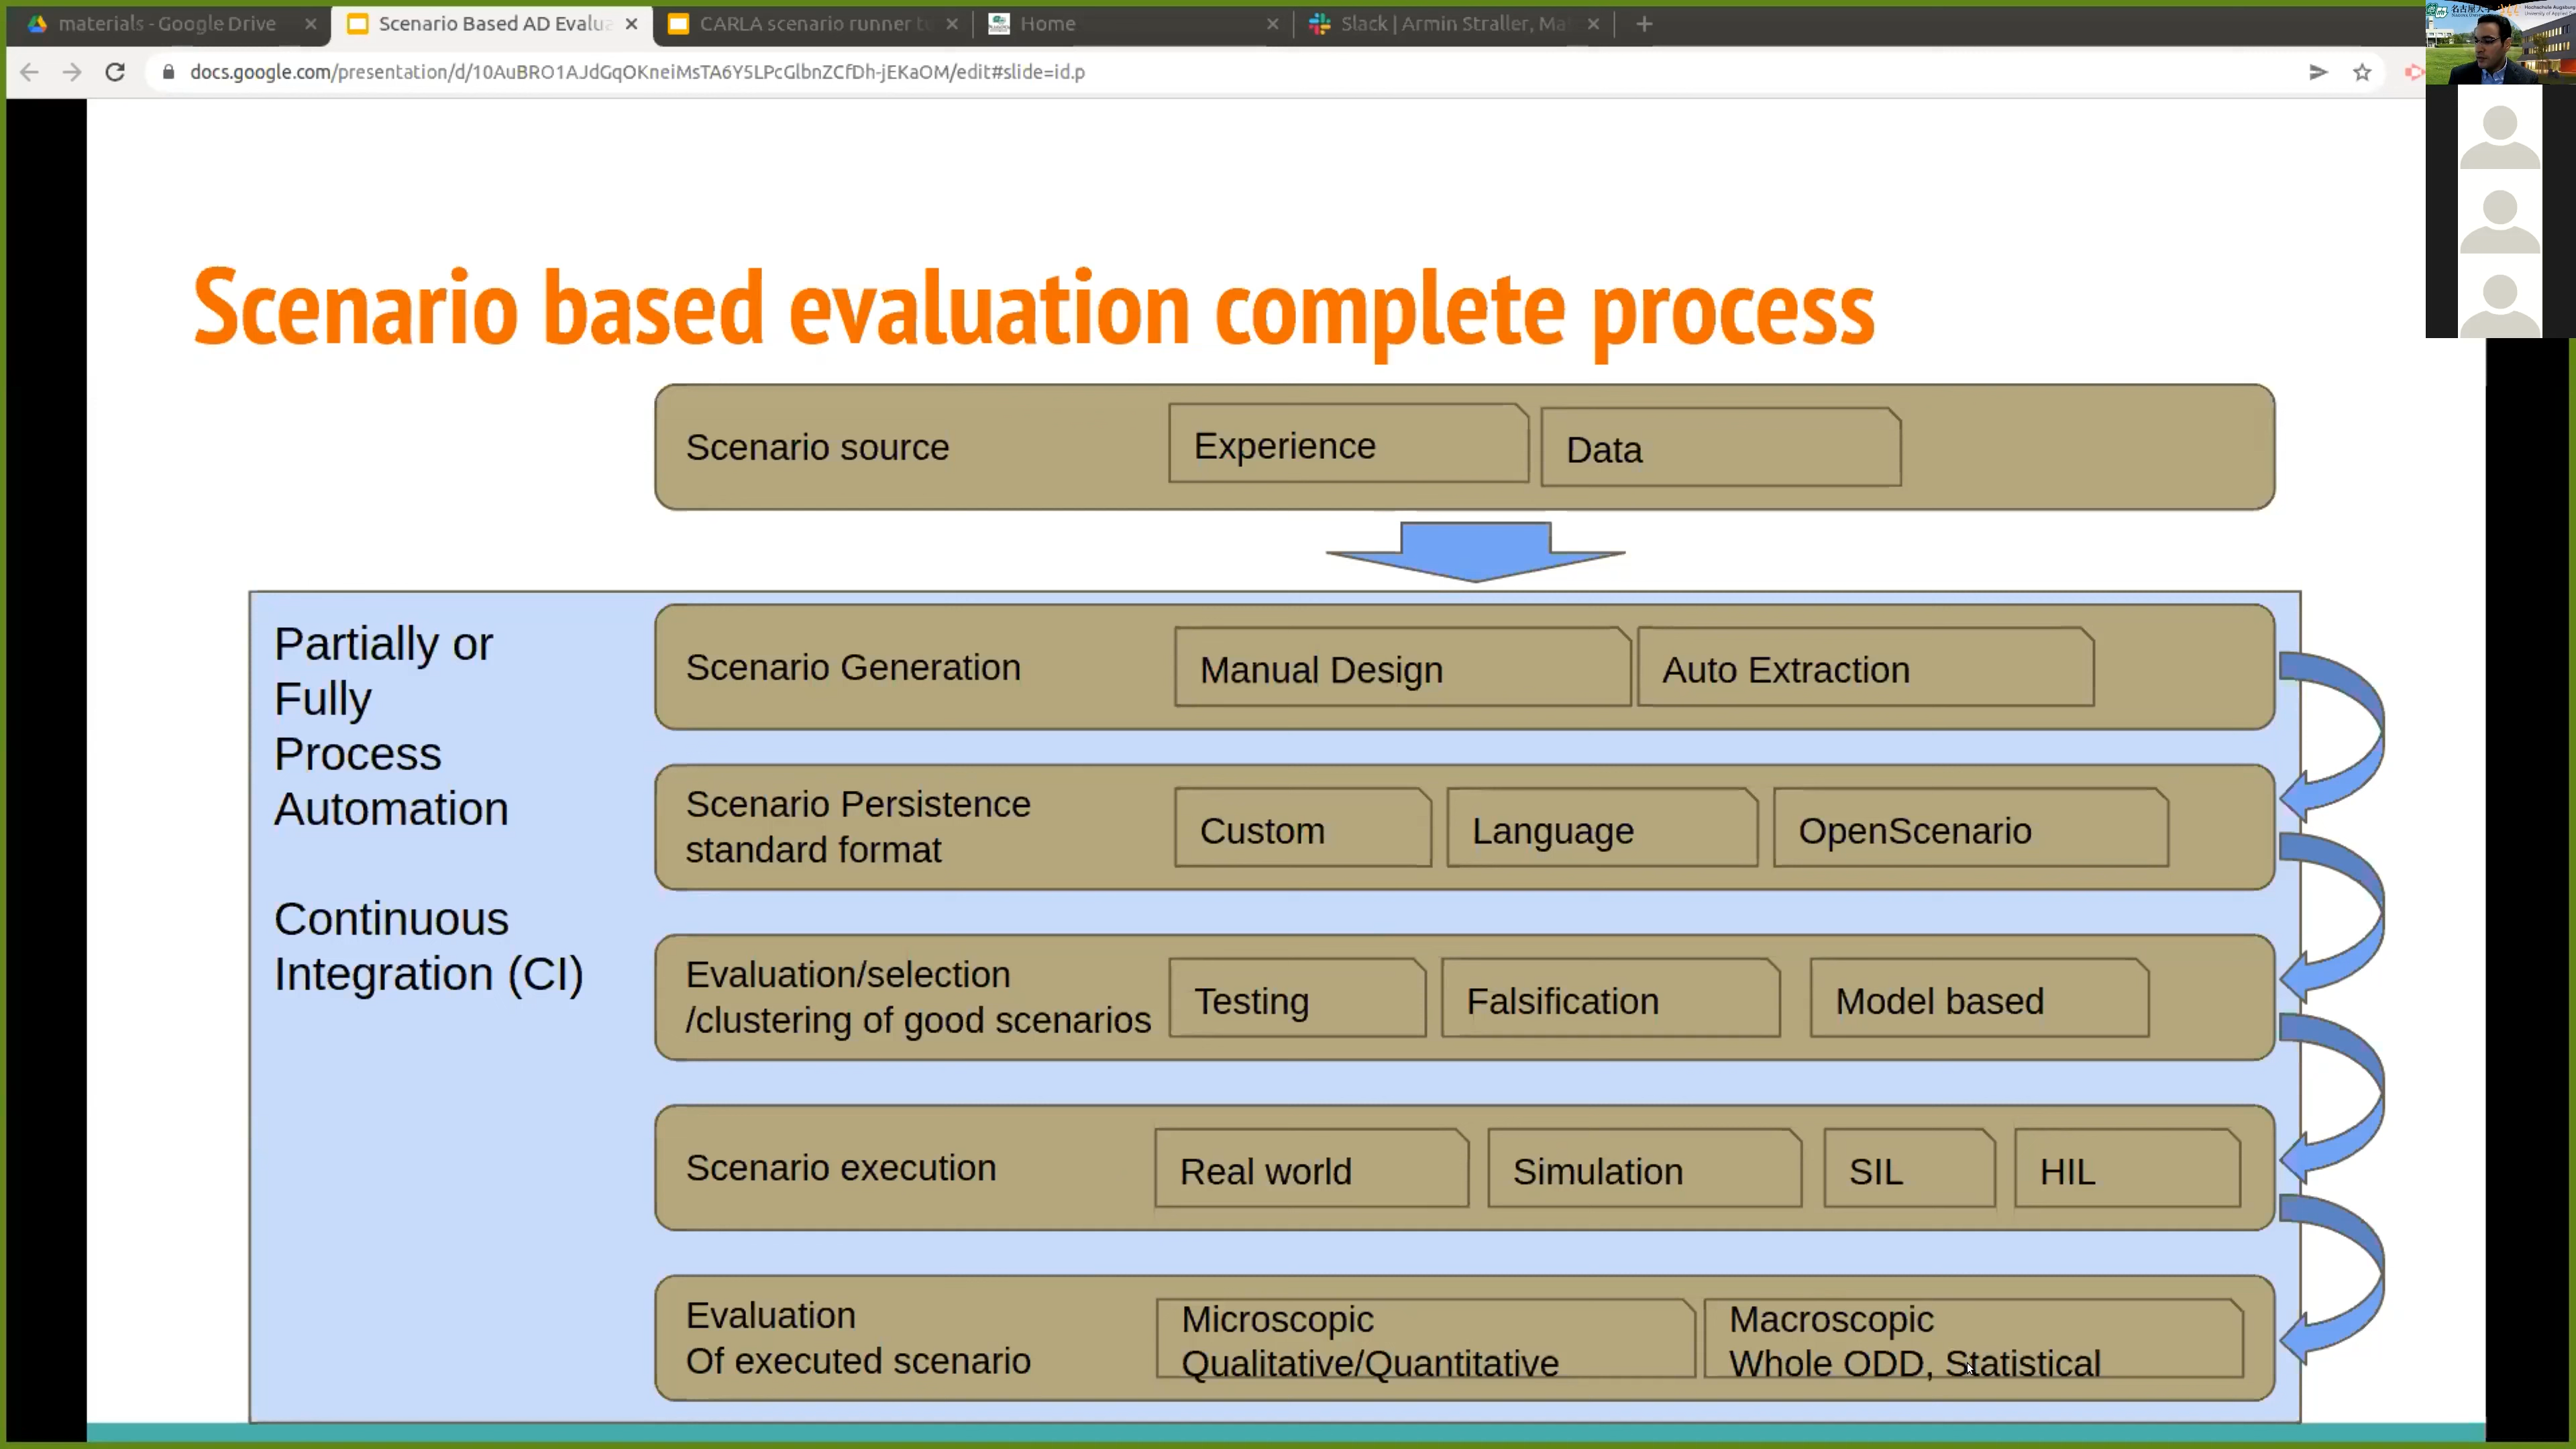 materials - Google Drive
Scenario Based AD Evalua
CARLA scenario runner t
Home
Slack | Armin Straller, Ma
docs.google.com/presentation/d/10AuBRO1AJdGqOKneiMsTA6Y5LPcGlbnZCfDh-jEKaOM/edit#slide=id.p
Scenario based evaluation complete process
Scenario source
Experience
Data
Partially or
Fully
Process
Automation
Continuous
Integration (CI)
Scenario Generation
Manual Design
Auto Extraction
Scenario Persistence
standard format
Custom
Language
OpenScenario
Evaluation/selection
/clustering of good scenarios
Testing
Falsification
Model based
Scenario execution
Real world
Simulation
SIL
HIL
Evaluation
Of executed scenario
Microscopic
Qualitative/Quantitative
Macroscopic
Whole ODD, Statistical